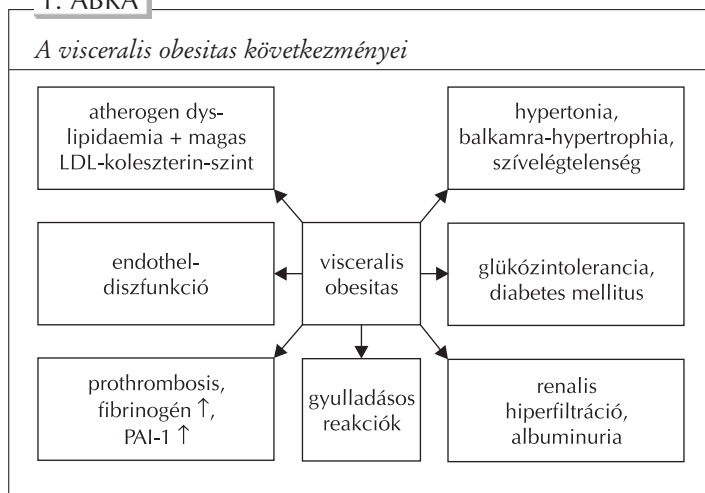 1. ÁBRA
A visceralis obesitas következményei
atherogen dys-
lipidaemia + magas
LDL-koleszterin-szint
hypertonia,
balkamra-hypertrophia,
szívelégtelenség
endothel-
diszfunkció
visceralis
obesitas
glükózintolerancia,
diabetes mellitus
prothrombosis,
fibrinogén ↑,
PAI-1 ↑
gyulladásos
reakciók
renalis
hiperfiltráció,
albuminuria